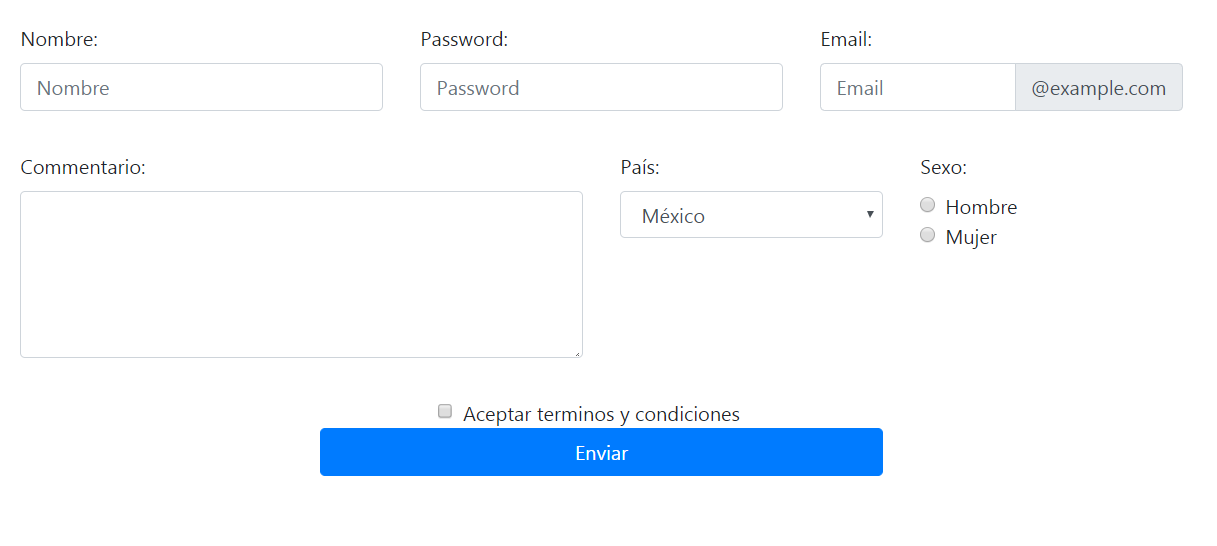 Nombre: Password: Email:
Nombre Password Email @example.com
Commentario: País: Sexo:
México Hombre
Mujer
Aceptar terminos y condiciones
Enviar